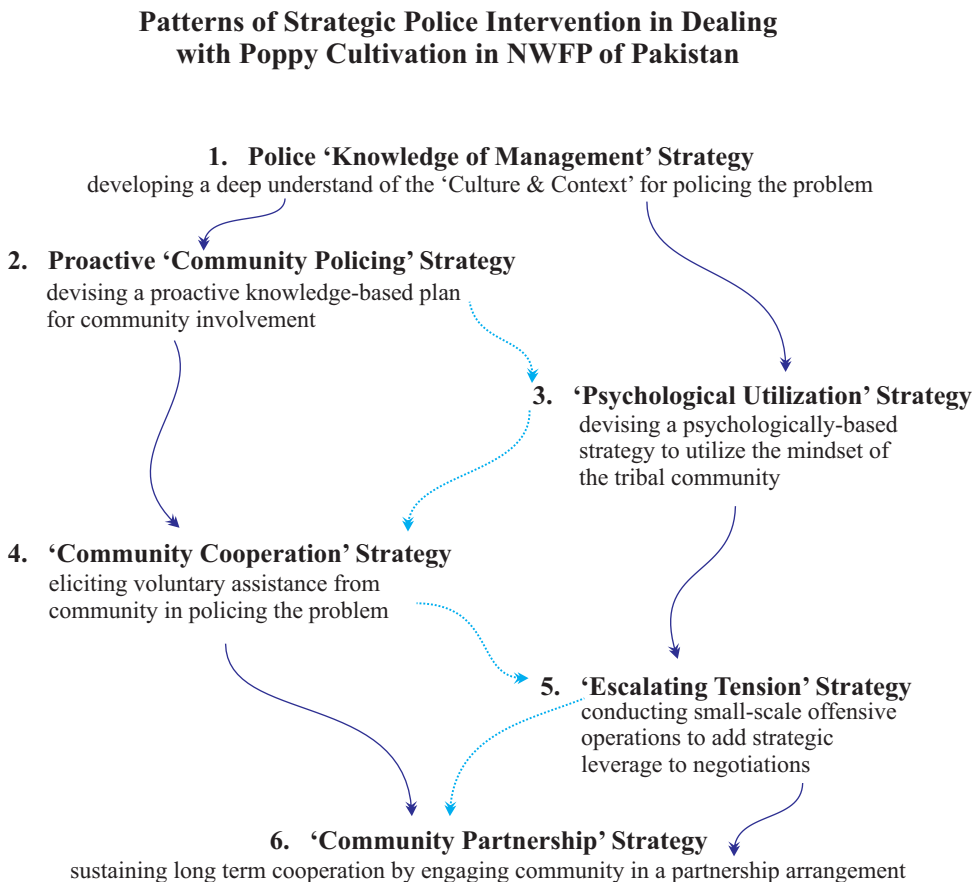 Patterns of Strategic Police Intervention in Dealing
with Poppy Cultivation in NWFP of Pakistan
1. Police ‘Knowledge of Management’ Strategy
developing a deep understand of the ‘Culture & Context’ for policing the problem
2. Proactive ‘Community Policing’ Strategy
devising a proactive knowledge-based plan
for community involvement
3. ‘Psychological Utilization’ Strategy
devising a psychologically-based
strategy to utilize the mindset of
the tribal community
4. ‘Community Cooperation’ Strategy
eliciting voluntary assistance from
community in policing the problem
5. ‘Escalating Tension’ Strategy
conducting small-scale offensive
operations to add strategic
leverage to negotiations
6. ‘Community Partnership’ Strategy
sustaining long term cooperation by engaging community in a partnership arrangement